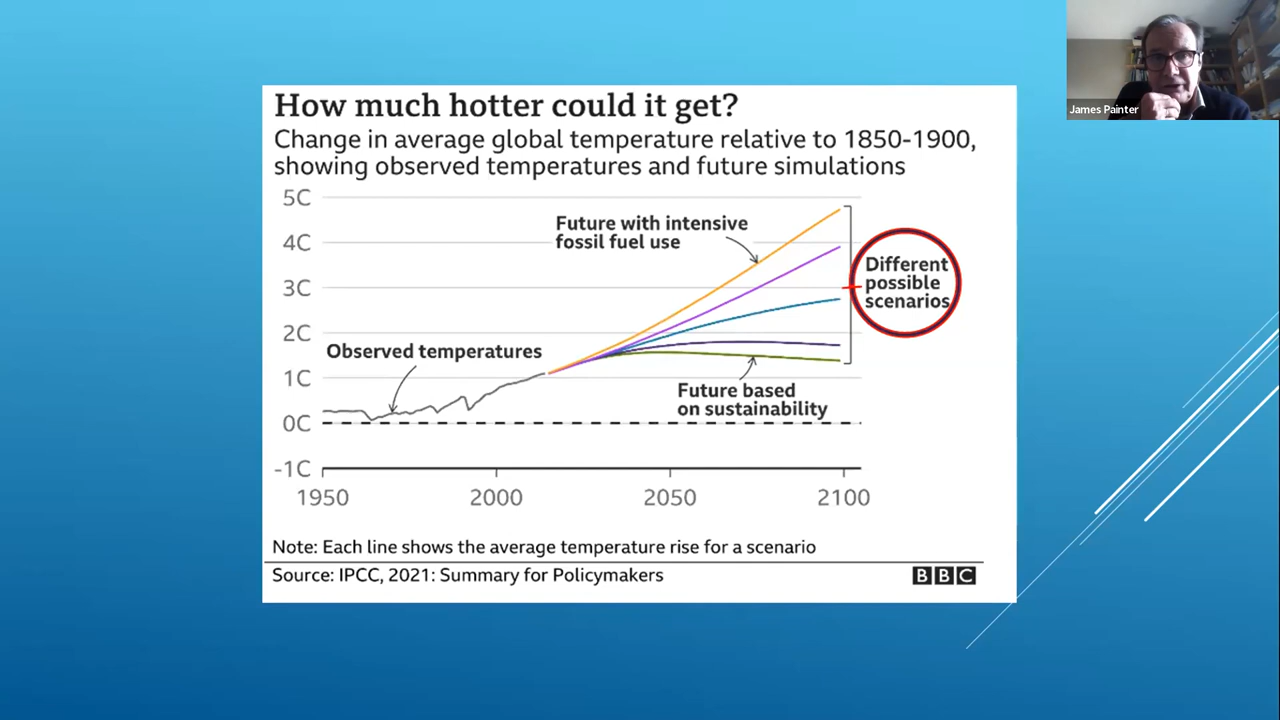 James Painter
How much hotter could it get?
Change in average global temperature relative to 1850-1900,
showing observed temperatures and future simulations
5C
4C
3C
2C
1C
0C
-1C
Future with intensive
fossil fuel use
Different
possible
scenarios
Observed temperatures
Future based
on sustainability
1950
2000
2050
2100
Note: Each line shows the average temperature rise for a scenario
Source: IPCC, 2021: Summary for Policymakers
BBC